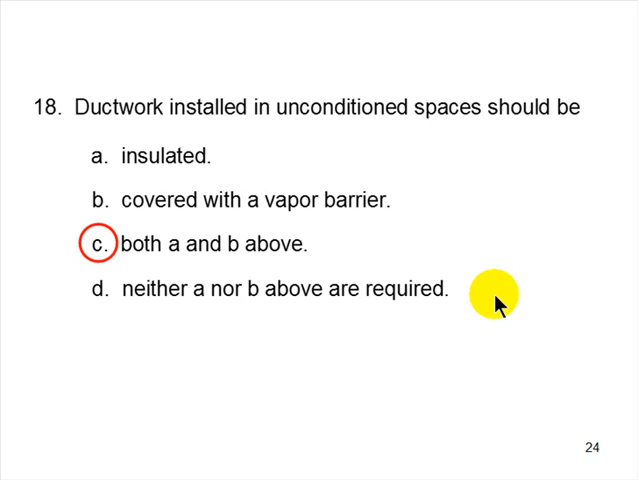 18. Ductwork installed in unconditioned spaces should be
a. insulated.
b. covered with a vapor barrier.
c. both a and b above.
d. neither a nor b above are required.
24